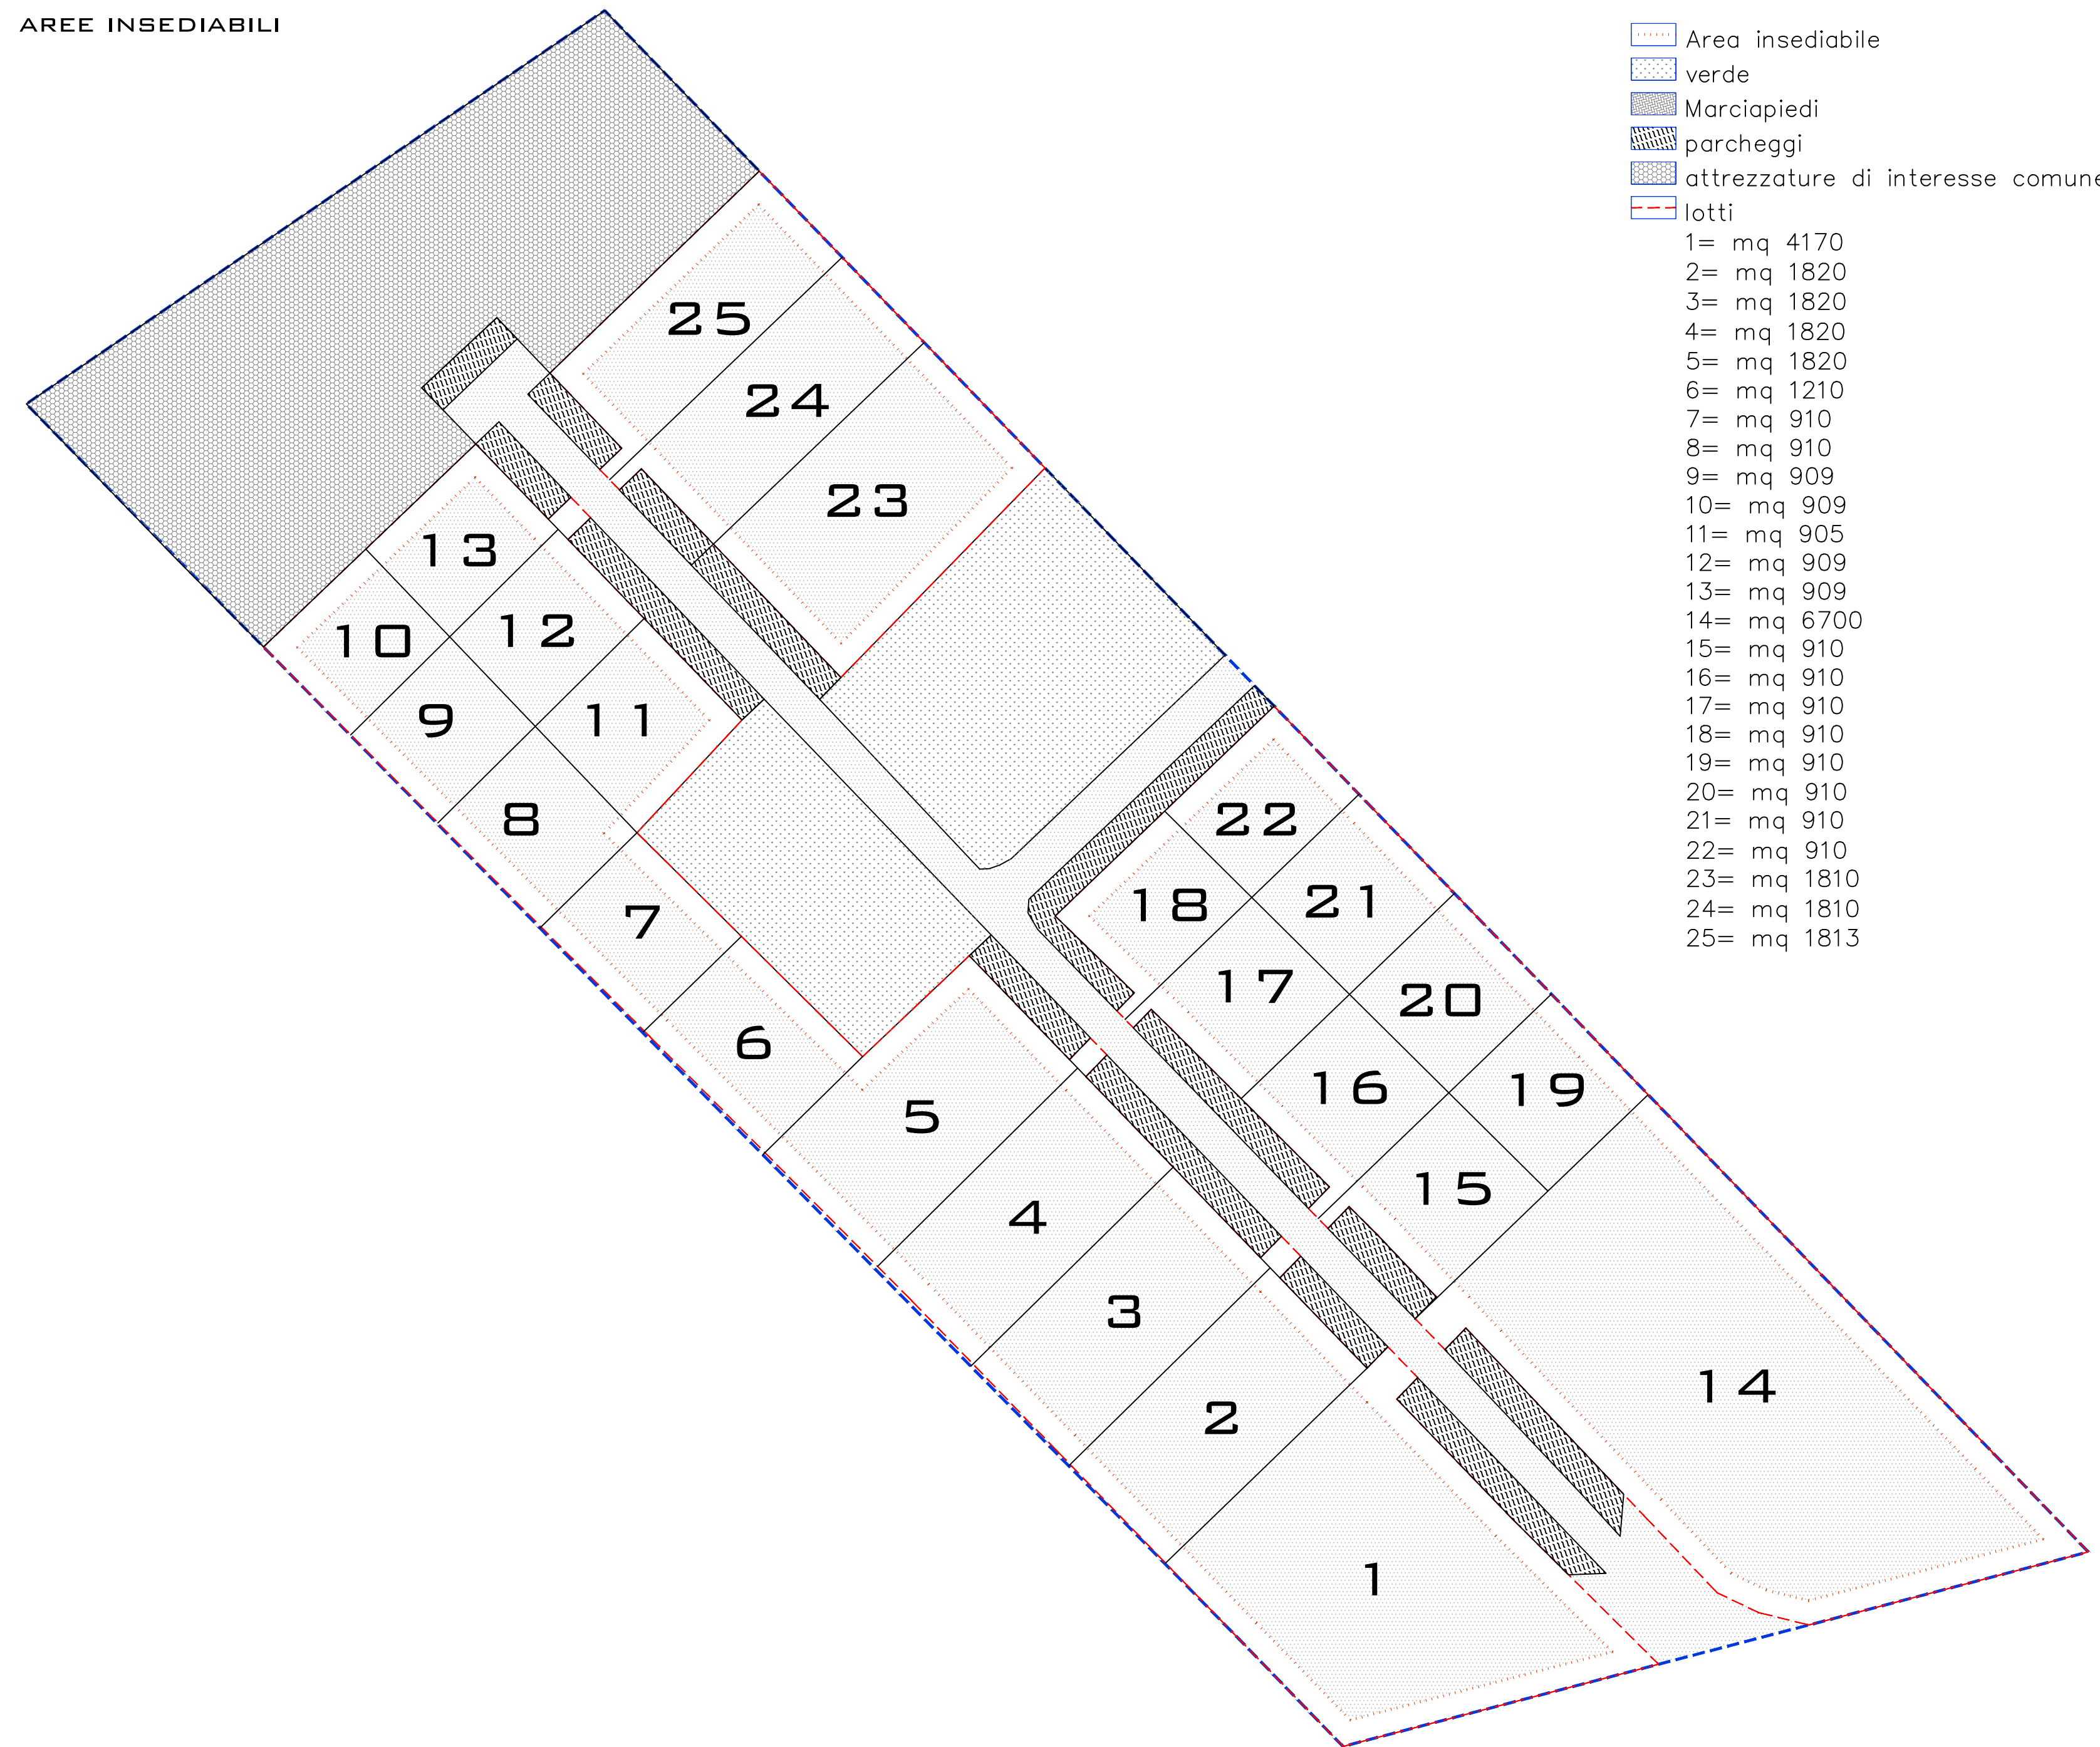 AREE INSEDIABILI
Area insediabile
verde
Marciapiedi
parcheggi
attrezzature di interesse comune
lotti
1= mq 4170
2= mq 1820
3= mq 1820
4= mq 1820
5= mq 1820
6= mq 1210
7= mq 910
8= mq 910
9= mq 909
10= mq 909
11= mq 905
12= mq 909
13= mq 909
14= mq 6700
15= mq 910
16= mq 910
17= mq 910
18= mq 910
19= mq 910
20= mq 910
21= mq 910
22= mq 910
23= mq 1810
24= mq 1810
25= mq 1813
25
24
23
13
12
10
11
9
8
7
6
22
21
18
17
20
16
19
15
5
4
3
2
14
1